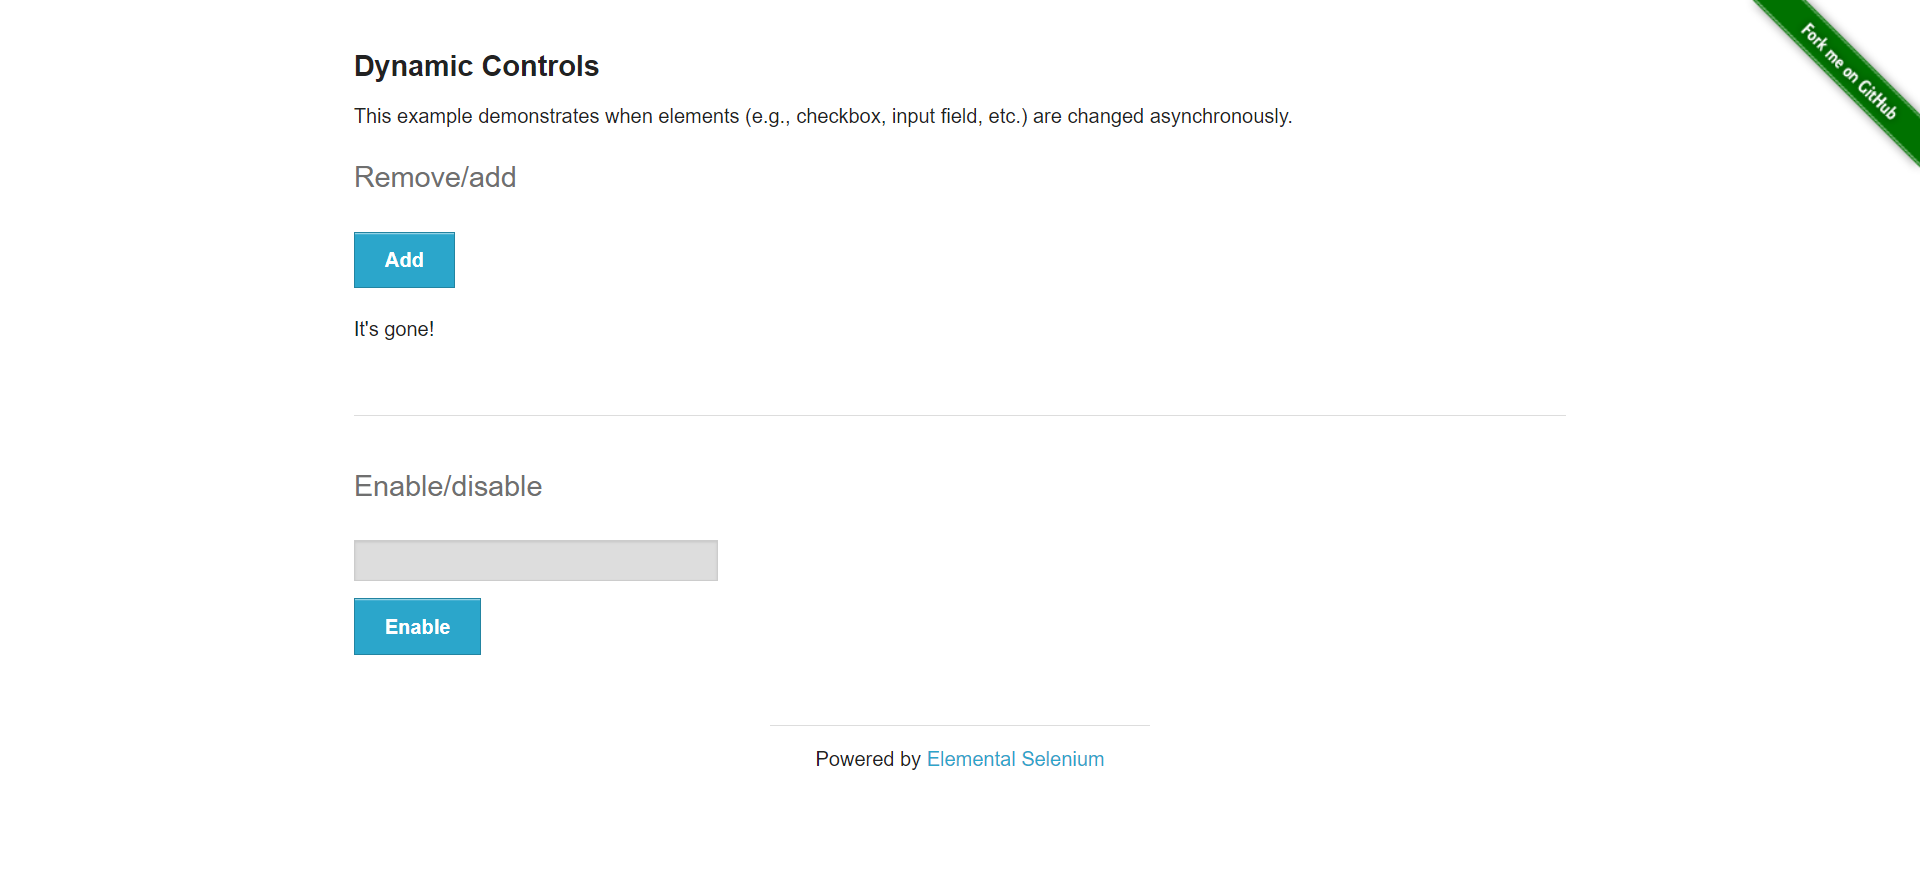 Dynamic Controls
This example demonstrates when elements (e.g., checkbox, input field, etc.) are changed asynchronously.
Remove/add
Add
It's gone!
Enable/disable
Enable
Powered by Elemental Selenium
Fork me on GitHub